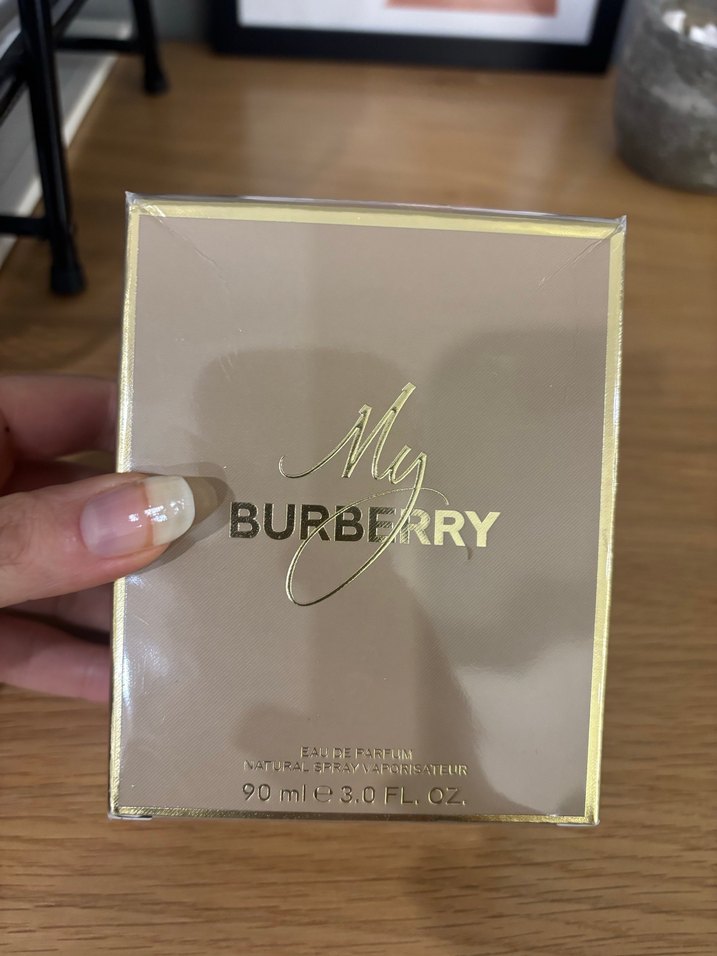 My
BURBERRY
EAU DE PARFUM
NATURAL SPRAY VAPORISATEUR
90 ml ℮ 3.0 FL. OZ.